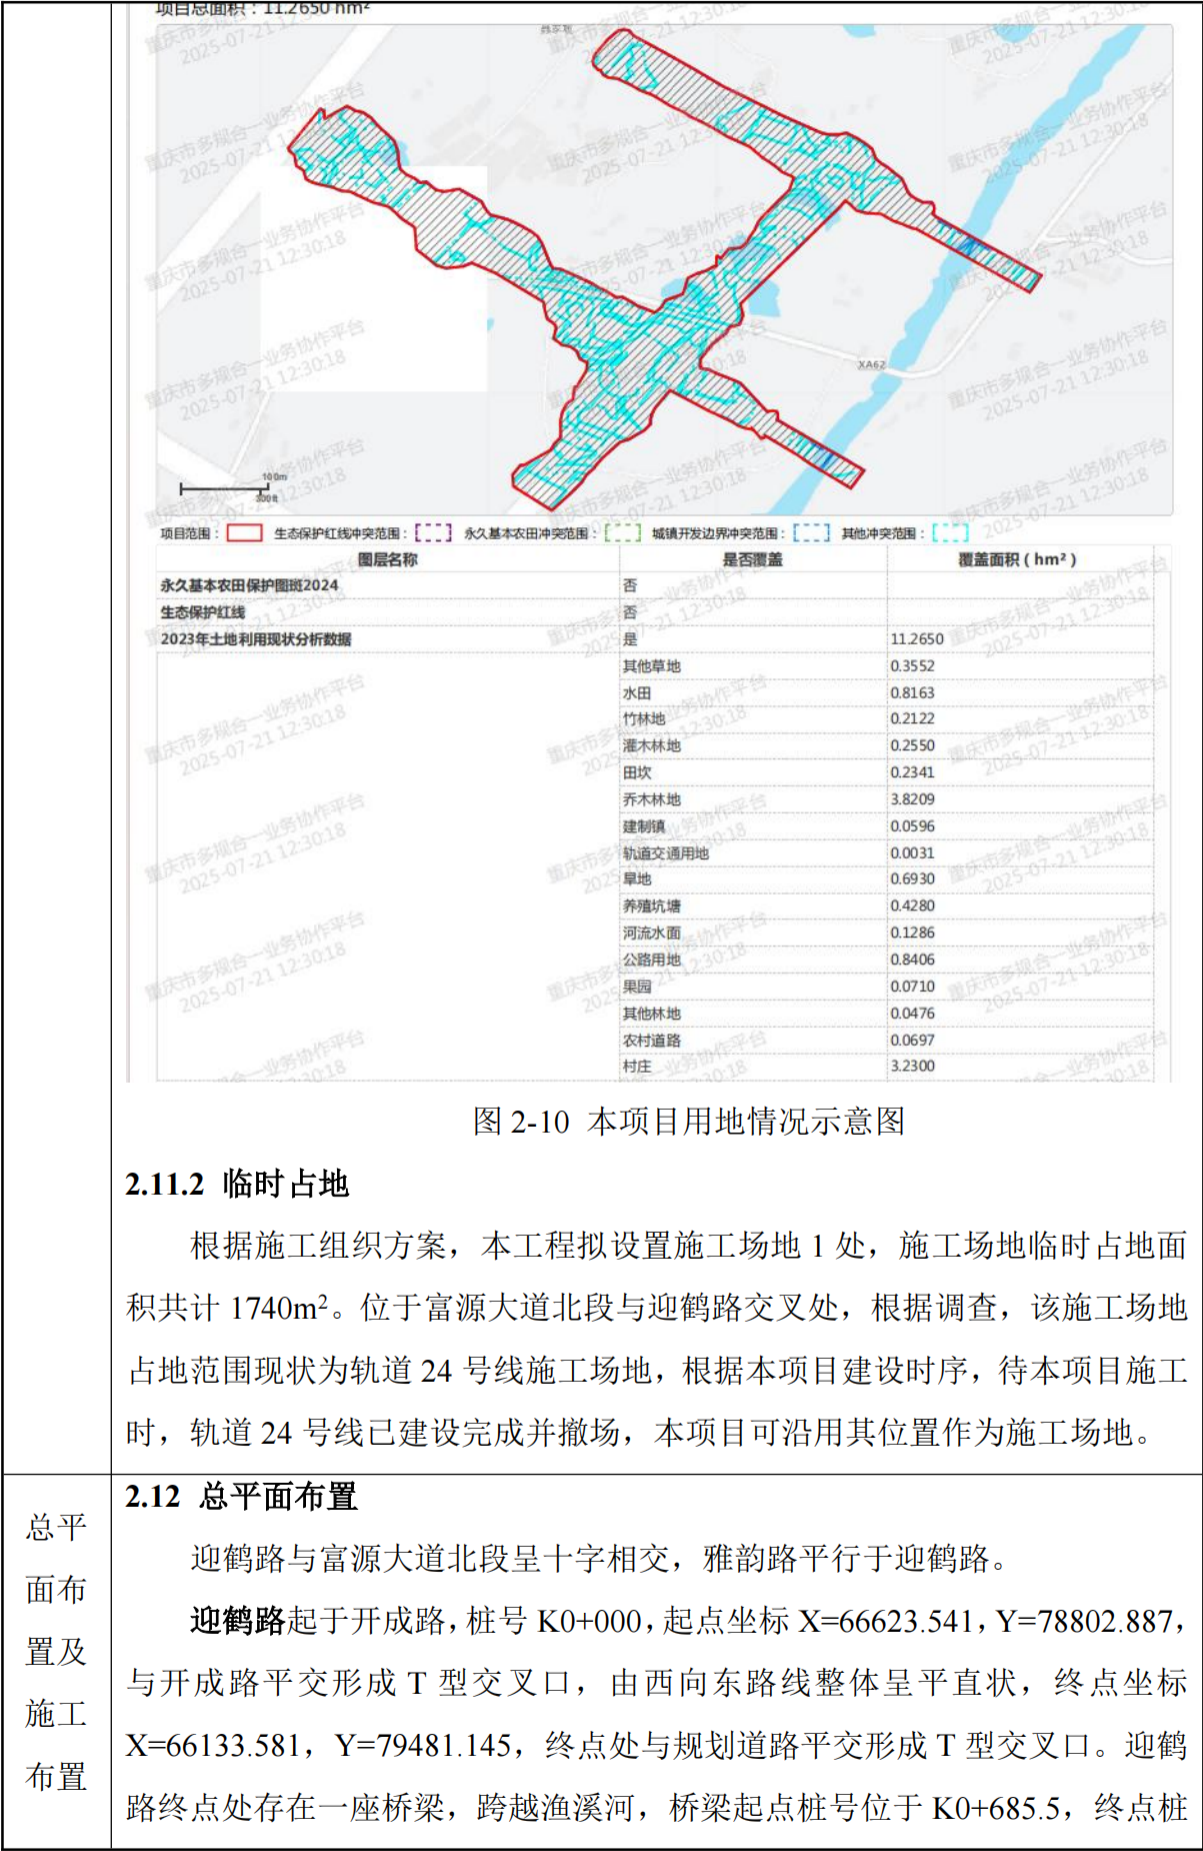 项目总面积：11.2650 hm²
XA62
100m
300ft
项目范围： 生态保护红线冲突范围： 永久基本农田冲突范围： 城镇开发边界冲突范围： 其他冲突范围：
图层名称 是否覆盖 覆盖面积（hm²）
永久基本农田保护图斑2024 否
生态保护红线 否
2023年土地利用现状分析数据 是 11.2650
其他草地 0.3552
水田 0.8163
竹林地 0.2122
灌木林地 0.2550
田坎 0.2341
乔木林地 3.8209
建制镇 0.0596
轨道交通用地 0.0031
旱地 0.6930
养殖坑塘 0.4280
河流水面 0.1286
公路用地 0.8406
果园 0.0710
其他林地 0.0476
农村道路 0.0697
村庄 3.2300
重庆市多规合一业务协作平台
2025-07-21 12:30:18
图 2-10 本项目用地情况示意图
2.11.2 临时占地
根据施工组织方案，本工程拟设置施工场地 1 处，施工场地临时占地面
积共计 1740m²。位于富源大道北段与迎鹤路交叉处，根据调查，该施工场地
占地范围现状为轨道 24 号线施工场地，根据本项目建设时序，待本项目施工
时，轨道 24 号线已建设完成并撤场，本项目可沿用其位置作为施工场地。
总平
面布
置及
施工
布置
2.12 总平面布置
迎鹤路与富源大道北段呈十字相交，雅韵路平行于迎鹤路。
迎鹤路起于开成路，桩号 K0+000，起点坐标 X=66623.541，Y=78802.887，
与开成路平交形成 T 型交叉口，由西向东路线整体呈平直状，终点坐标
X=66133.581，Y=79481.145，终点处与规划道路平交形成 T 型交叉口。迎鹤
路终点处存在一座桥梁，跨越渔溪河，桥梁起点桩号位于 K0+685.5，终点桩